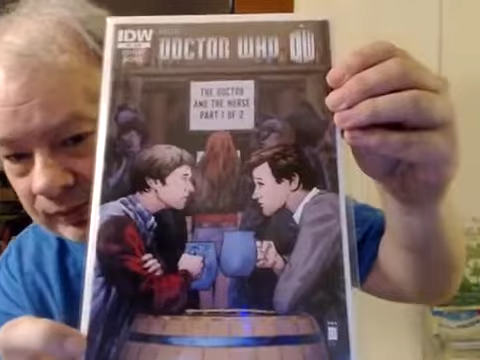 IDW
DOCTOR WHO
THE DOCTOR
AND THE NURSE
PART 1 OF 2